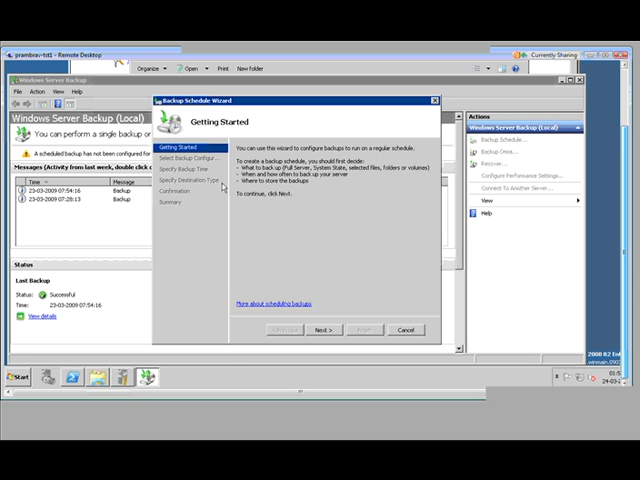 prambrav-tst1 - Remote Desktop
Currently Sharing
Organize Open Print New folder
Windows Server Backup
File Action View Help
Windows Server Backup (Local)
You can perform a single backup or
A scheduled backup has not been configured for
Messages (Activity from last week, double click o
Time Message
23-03-2009 07:54:16 Backup
23-03-2009 07:28:13 Backup
Status
Last Backup
Status: Successful
Time: 23-03-2009 07:54:16
View details
Backup Schedule Wizard
Getting Started
Getting Started
Select Backup Configur...
Specify Backup Time
Specify Destination Type
Confirmation
Summary
You can use this wizard to configure backups to run on a regular schedule.
To create a backup schedule, you should first decide:
- What to back up (Full Server, System State, selected files, folders or volumes)
- When and how often to back up your server
- Where to store the backups
To continue, click Next.
More about scheduling backups
< Previous Next > Finish Cancel
Actions
Windows Server Backup (Local)
Backup Schedule...
Backup Once...
Recover...
Configure Performance Settings...
Connect To Another Server...
View
Help
2008 R2 Ent
Start
24-03-2